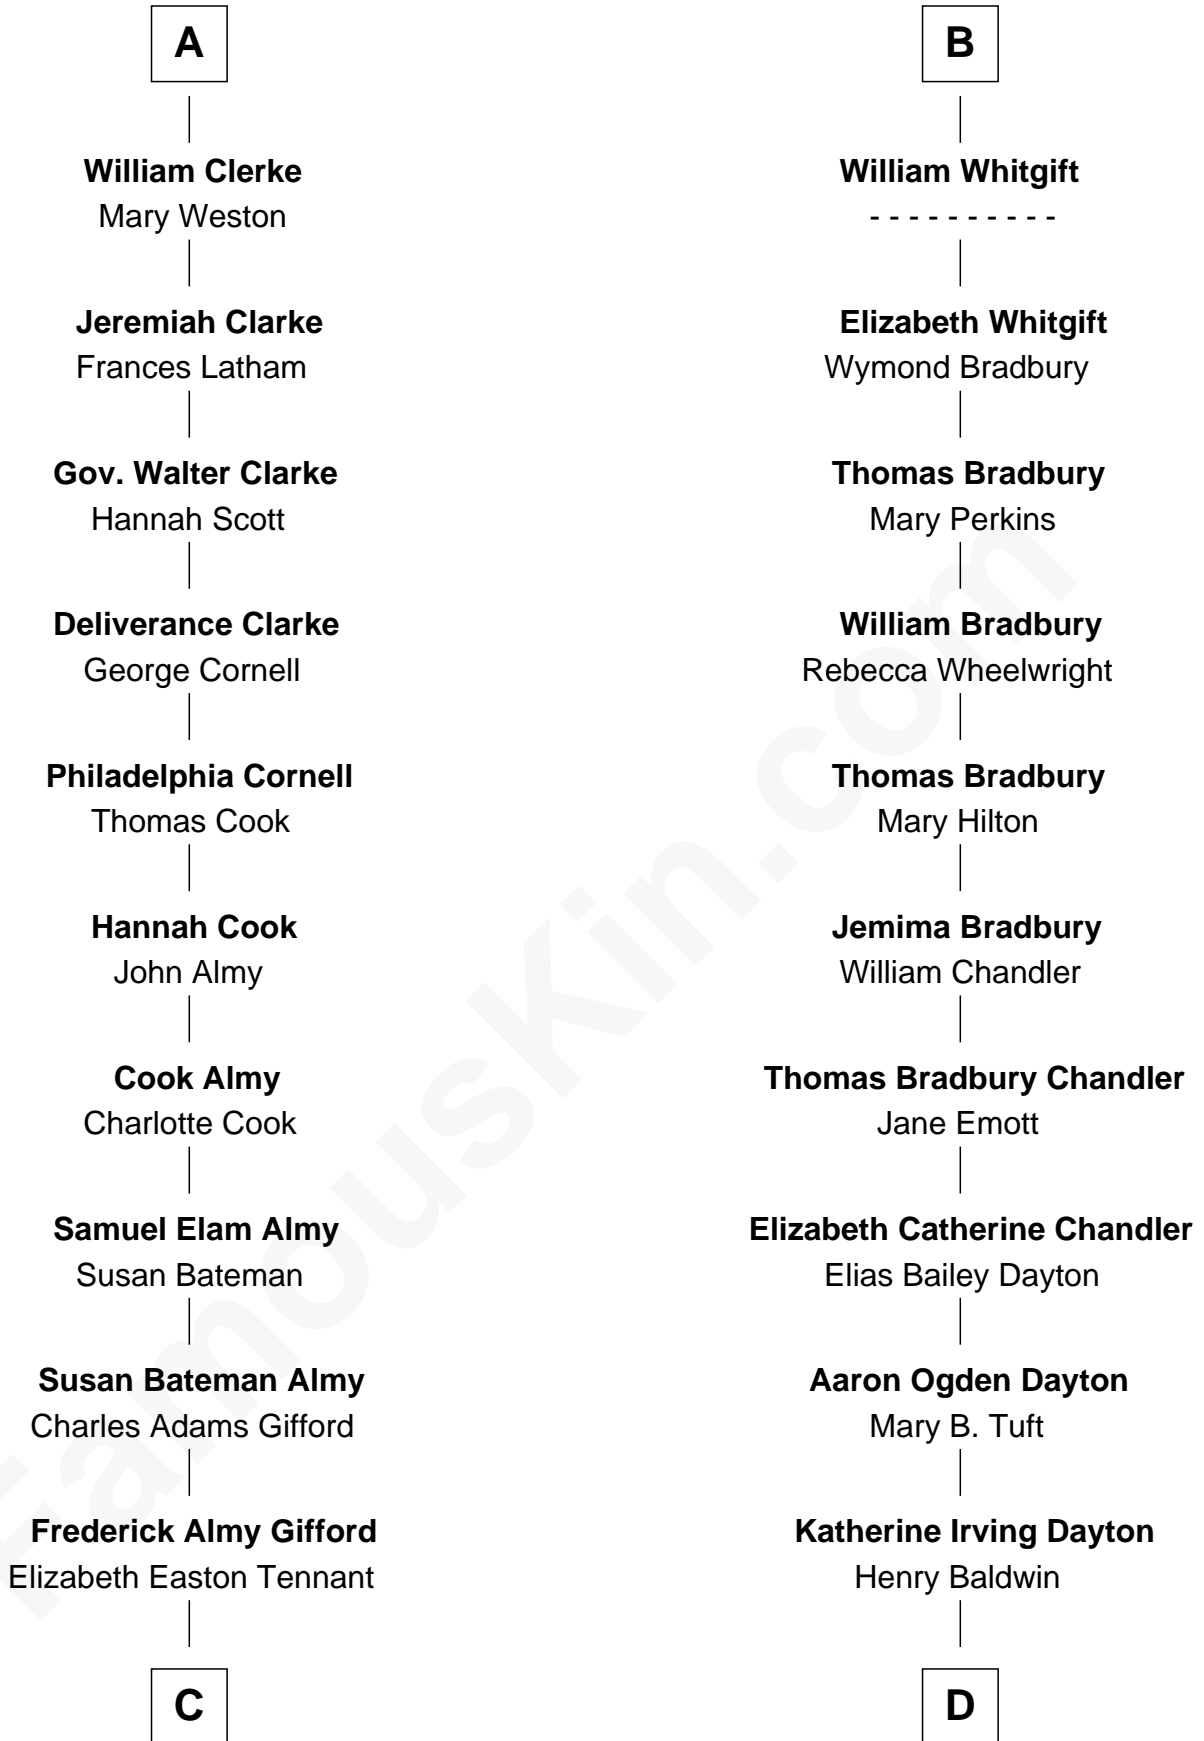 A
William Clerke
Mary Weston
Jeremiah Clarke
Frances Latham
Gov. Walter Clarke
Hannah Scott
Deliverance Clarke
George Cornell
Philadelphia Cornell
Thomas Cook
Hannah Cook
John Almy
Cook Almy
Charlotte Cook
Samuel Elam Almy
Susan Bateman
Susan Bateman Almy
Charles Adams Gifford
Frederick Almy Gifford
Elizabeth Easton Tennant
C
B
William Whitgift
- - - - - - - - - -
Elizabeth Whitgift
Wymond Bradbury
Thomas Bradbury
Mary Perkins
William Bradbury
Rebecca Wheelwright
Thomas Bradbury
Mary Hilton
Jemima Bradbury
William Chandler
Thomas Bradbury Chandler
Jane Emott
Elizabeth Catherine Chandler
Elias Bailey Dayton
Aaron Ogden Dayton
Mary B. Tuft
Katherine Irving Dayton
Henry Baldwin
D
FamousKin.com